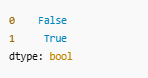 0    False
1     True
dtype: bool